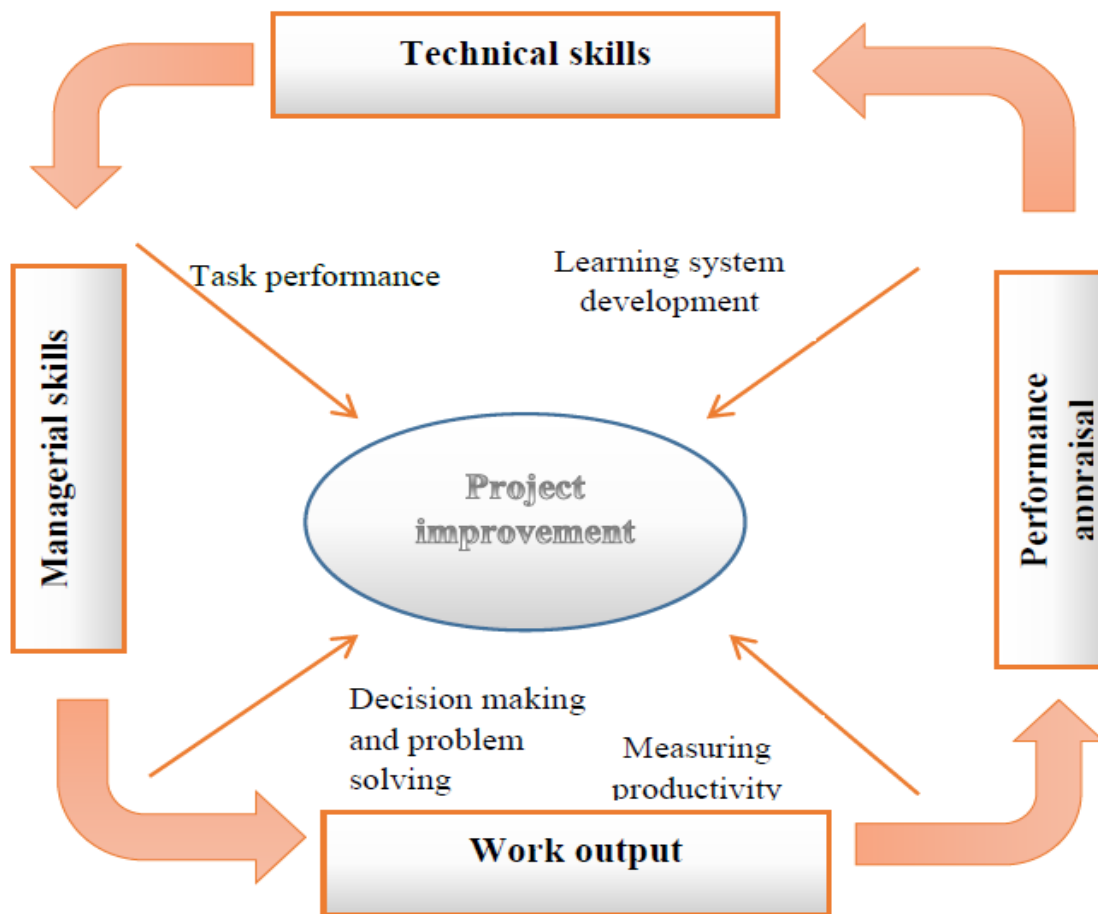 Technical skills
Task performance
Learning system
development
Managerial skills
Performance
appraisal
Project
improvement
Decision making
and problem
solving
Measuring
productivity
Work output